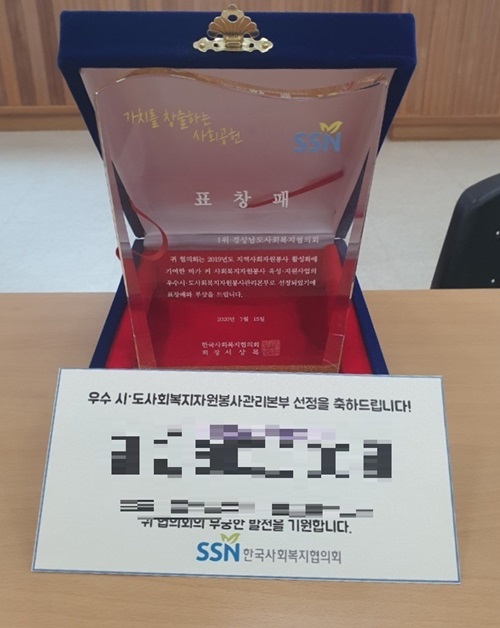 가치를 창출하는
사회공헌
SSN
표창패
1위 경상남도사회복지협의회
귀 협의회는 2019년도 지역사회자원봉사 활성화에
기여한 바가 커 사회복지자원봉사 육성·지원사업의
우수시·도사회복지자원봉사관리본부로 선정되었기에
표창패와 부상을 드립니다.
2020년 7월 15일
한국사회복지협의회
회장 서상목
우수 시·도사회복지자원봉사관리본부 선정을 축하드립니다!
귀 협의회의 무궁한 발전을 기원합니다.
SSN 한국사회복지협의회